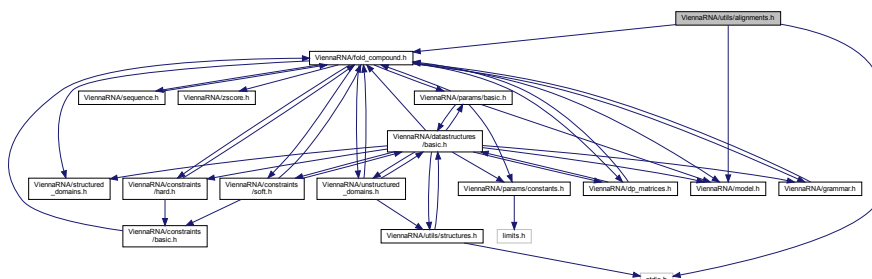 ViennaRNA/utils/alignments.h
ViennaRNA/fold_compound.h
ViennaRNA/sequence.h
ViennaRNA/zscore.h
ViennaRNA/params/basic.h
ViennaRNA/datastructures
/basic.h
ViennaRNA/structured
_domains.h
ViennaRNA/constraints
/hard.h
ViennaRNA/constraints
/soft.h
ViennaRNA/unstructured
_domains.h
ViennaRNA/params/constants.h
ViennaRNA/dp_matrices.h
ViennaRNA/model.h
ViennaRNA/grammar.h
ViennaRNA/constraints
/basic.h
ViennaRNA/utils/structures.h
limits.h
stdio.h